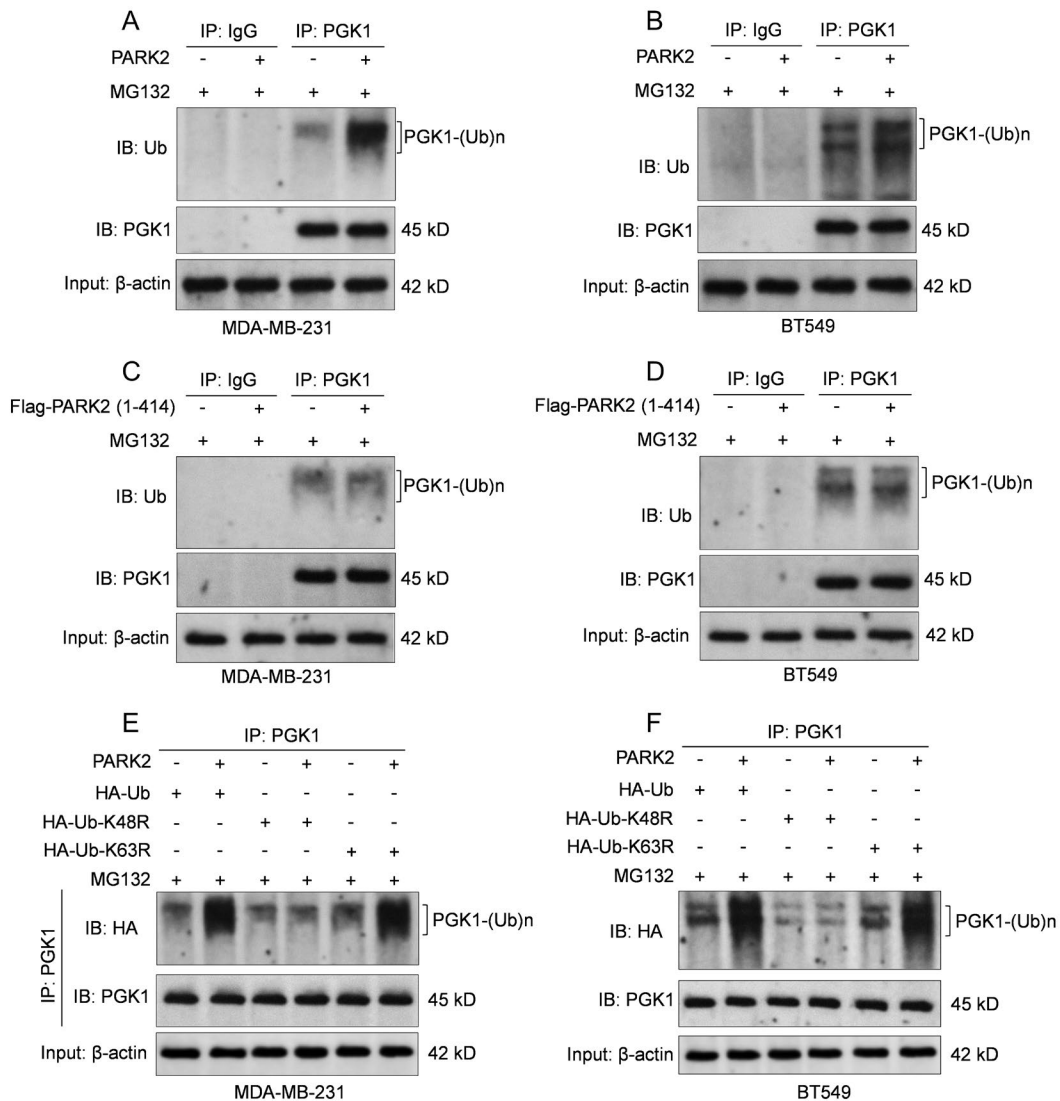 A
IP: IgG IP: PGK1
PARK2 - + - +
MG132 + + + +
IB: Ub PGK1-(Ub)n
IB: PGK1 45 kD
Input: β-actin 42 kD
MDA-MB-231
B
IP: IgG IP: PGK1
PARK2 - + - +
MG132 + + + +
IB: Ub PGK1-(Ub)n
IB: PGK1 45 kD
Input: β-actin 42 kD
BT549
C
IP: IgG IP: PGK1
Flag-PARK2 (1-414) - + - +
MG132 + + + +
IB: Ub PGK1-(Ub)n
IB: PGK1 45 kD
Input: β-actin 42 kD
MDA-MB-231
D
IP: IgG IP: PGK1
Flag-PARK2 (1-414) - + - +
MG132 + + + +
IB: Ub PGK1-(Ub)n
IB: PGK1 45 kD
Input: β-actin 42 kD
BT549
E
IP: PGK1
PARK2 - + - + - +
HA-Ub + + - - - -
HA-Ub-K48R - - + + - -
HA-Ub-K63R - - - - + +
MG132 + + + + + +
IP: PGK1
IB: HA PGK1-(Ub)n
IB: PGK1 45 kD
Input: β-actin 42 kD
MDA-MB-231
F
IP: PGK1
PARK2 - + - + - +
HA-Ub + + - - - -
HA-Ub-K48R - - + + - -
HA-Ub-K63R - - - - + +
MG132 + + + + + +
IB: HA PGK1-(Ub)n
IB: PGK1 45 kD
Input: β-actin 42 kD
BT549